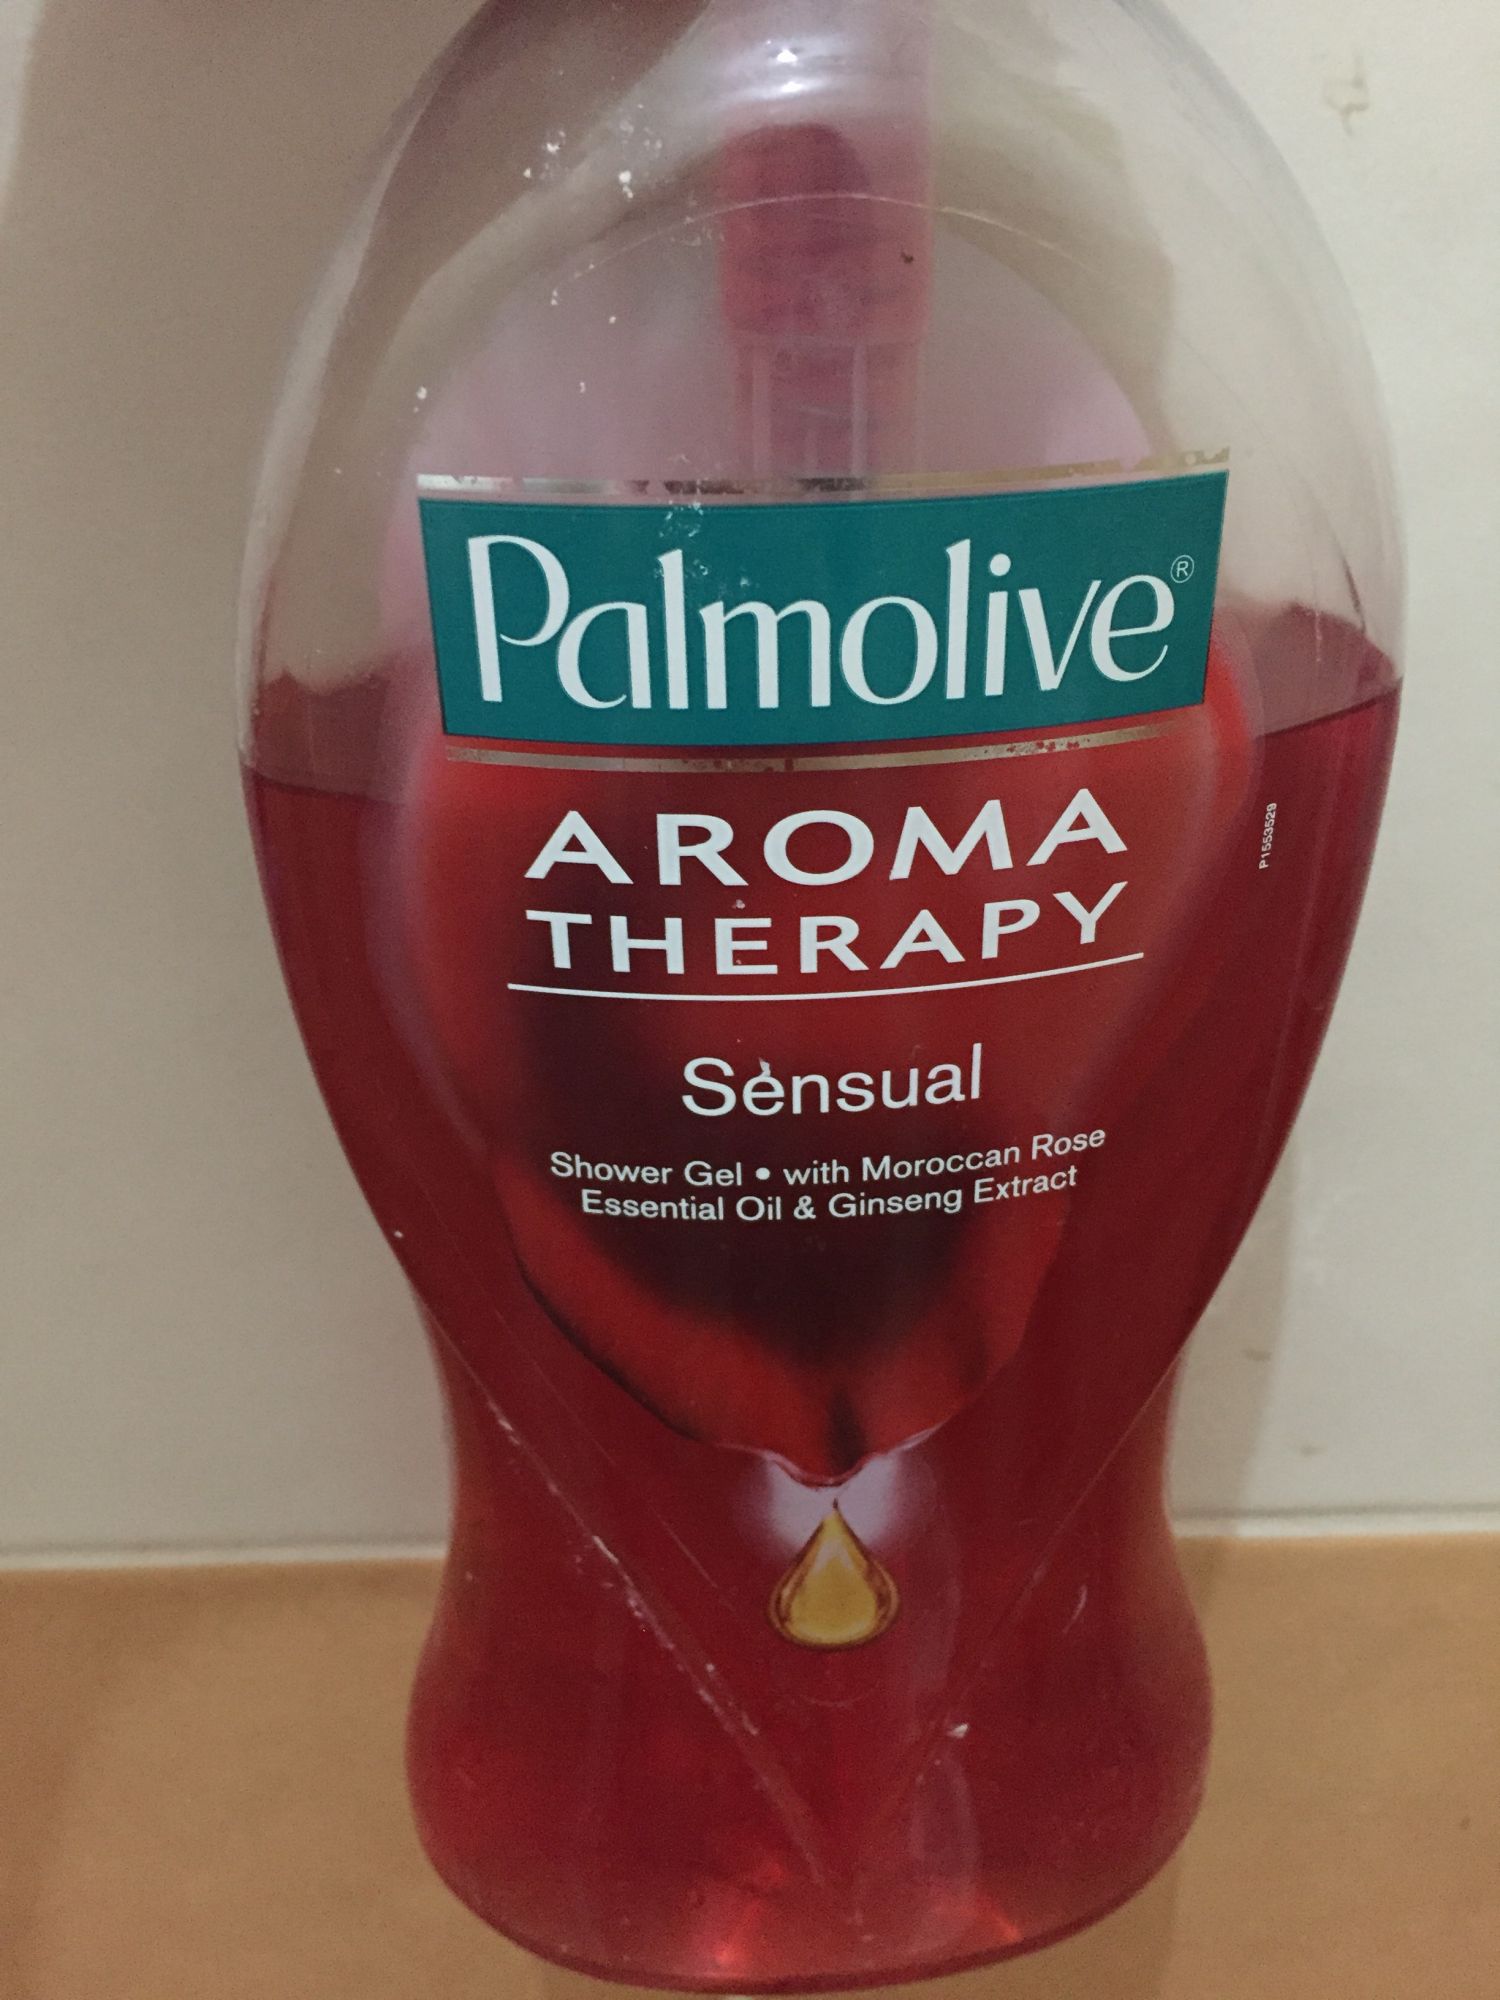 Palmolive®
AROMA
THERAPY
Sensual
Shower Gel • with Moroccan Rose
Essential Oil & Ginseng Extract
P1553529